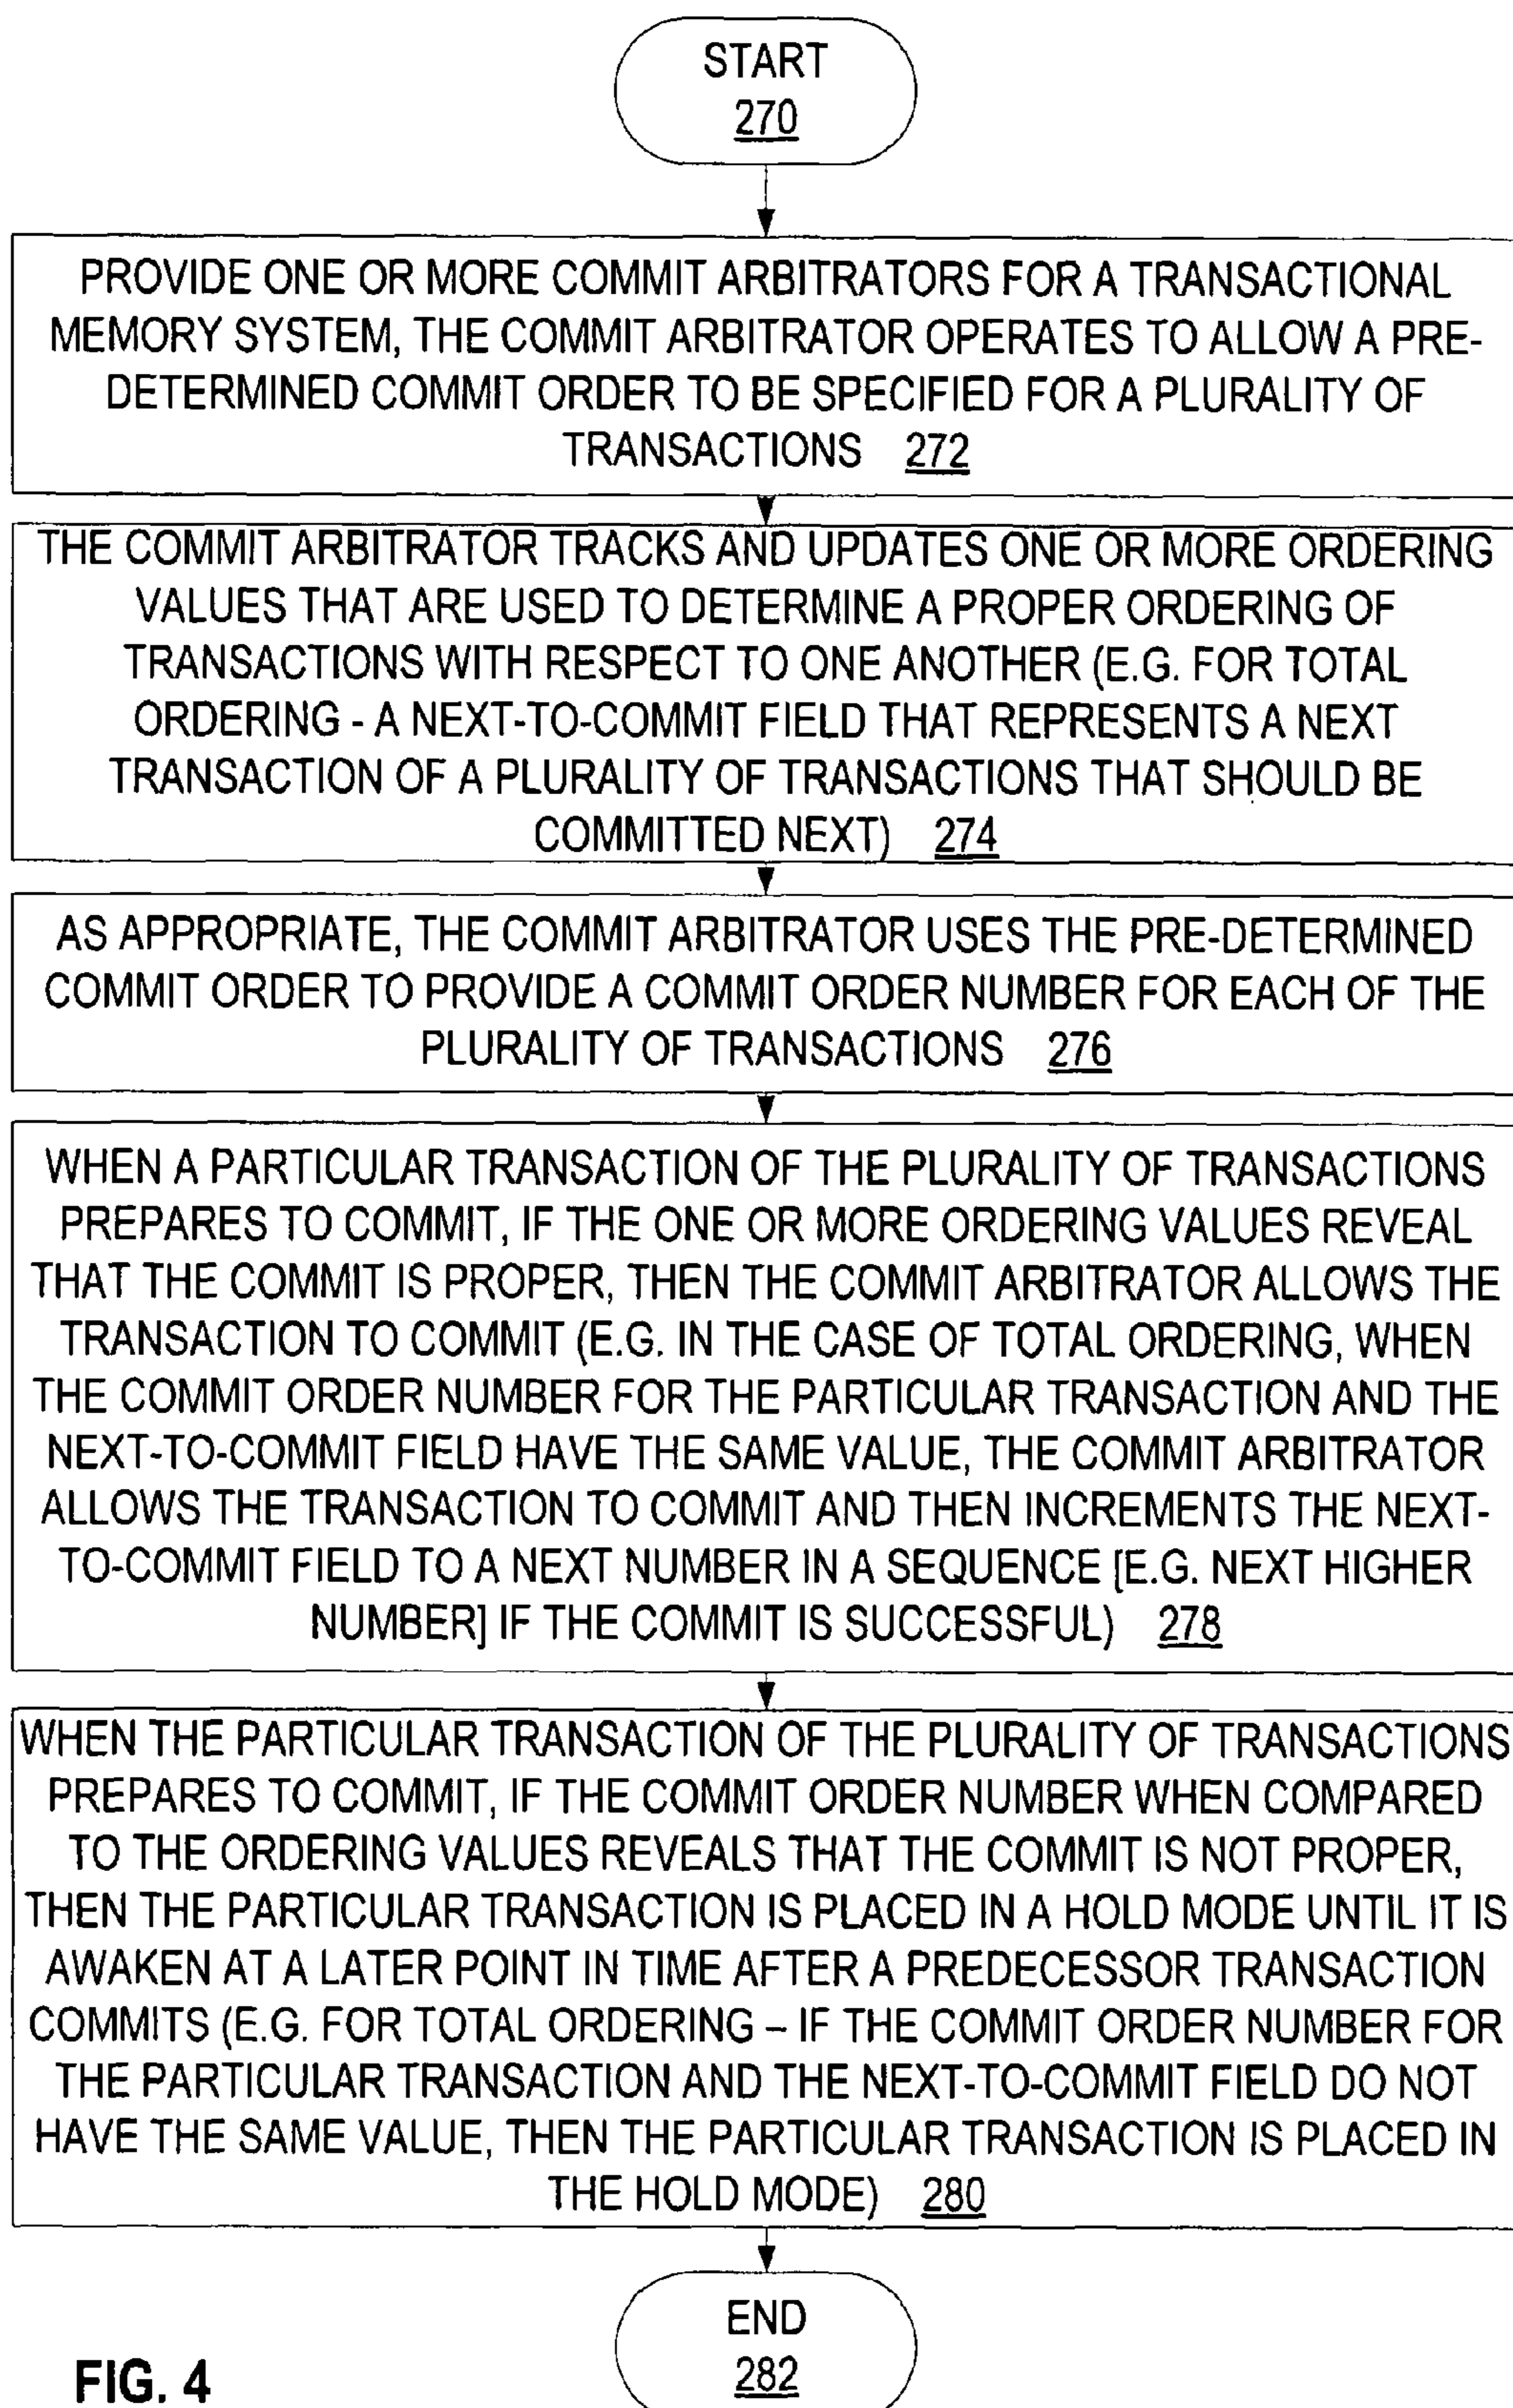 START
270
PROVIDE ONE OR MORE COMMIT ARBITRATORS FOR A TRANSACTIONAL
MEMORY SYSTEM, THE COMMIT ARBITRATOR OPERATES TO ALLOW A PRE-
DETERMINED COMMIT ORDER TO BE SPECIFIED FOR A PLURALITY OF
TRANSACTIONS 272
THE COMMIT ARBITRATOR TRACKS AND UPDATES ONE OR MORE ORDERING
VALUES THAT ARE USED TO DETERMINE A PROPER ORDERING OF
TRANSACTIONS WITH RESPECT TO ONE ANOTHER (E.G. FOR TOTAL
ORDERING - A NEXT-TO-COMMIT FIELD THAT REPRESENTS A NEXT
TRANSACTION OF A PLURALITY OF TRANSACTIONS THAT SHOULD BE
COMMITTED NEXT) 274
AS APPROPRIATE, THE COMMIT ARBITRATOR USES THE PRE-DETERMINED
COMMIT ORDER TO PROVIDE A COMMIT ORDER NUMBER FOR EACH OF THE
PLURALITY OF TRANSACTIONS 276
WHEN A PARTICULAR TRANSACTION OF THE PLURALITY OF TRANSACTIONS
PREPARES TO COMMIT, IF THE ONE OR MORE ORDERING VALUES REVEAL
THAT THE COMMIT IS PROPER, THEN THE COMMIT ARBITRATOR ALLOWS THE
TRANSACTION TO COMMIT (E.G. IN THE CASE OF TOTAL ORDERING, WHEN
THE COMMIT ORDER NUMBER FOR THE PARTICULAR TRANSACTION AND THE
NEXT-TO-COMMIT FIELD HAVE THE SAME VALUE, THE COMMIT ARBITRATOR
ALLOWS THE TRANSACTION TO COMMIT AND THEN INCREMENTS THE NEXT-
TO-COMMIT FIELD TO A NEXT NUMBER IN A SEQUENCE [E.G. NEXT HIGHER
NUMBER] IF THE COMMIT IS SUCCESSFUL) 278
WHEN THE PARTICULAR TRANSACTION OF THE PLURALITY OF TRANSACTIONS
PREPARES TO COMMIT, IF THE COMMIT ORDER NUMBER WHEN COMPARED
TO THE ORDERING VALUES REVEALS THAT THE COMMIT IS NOT PROPER,
THEN THE PARTICULAR TRANSACTION IS PLACED IN A HOLD MODE UNTIL IT IS
AWAKEN AT A LATER POINT IN TIME AFTER A PREDECESSOR TRANSACTION
COMMITS (E.G. FOR TOTAL ORDERING – IF THE COMMIT ORDER NUMBER FOR
THE PARTICULAR TRANSACTION AND THE NEXT-TO-COMMIT FIELD DO NOT
HAVE THE SAME VALUE, THEN THE PARTICULAR TRANSACTION IS PLACED IN
THE HOLD MODE) 280
END
282
FIG. 4